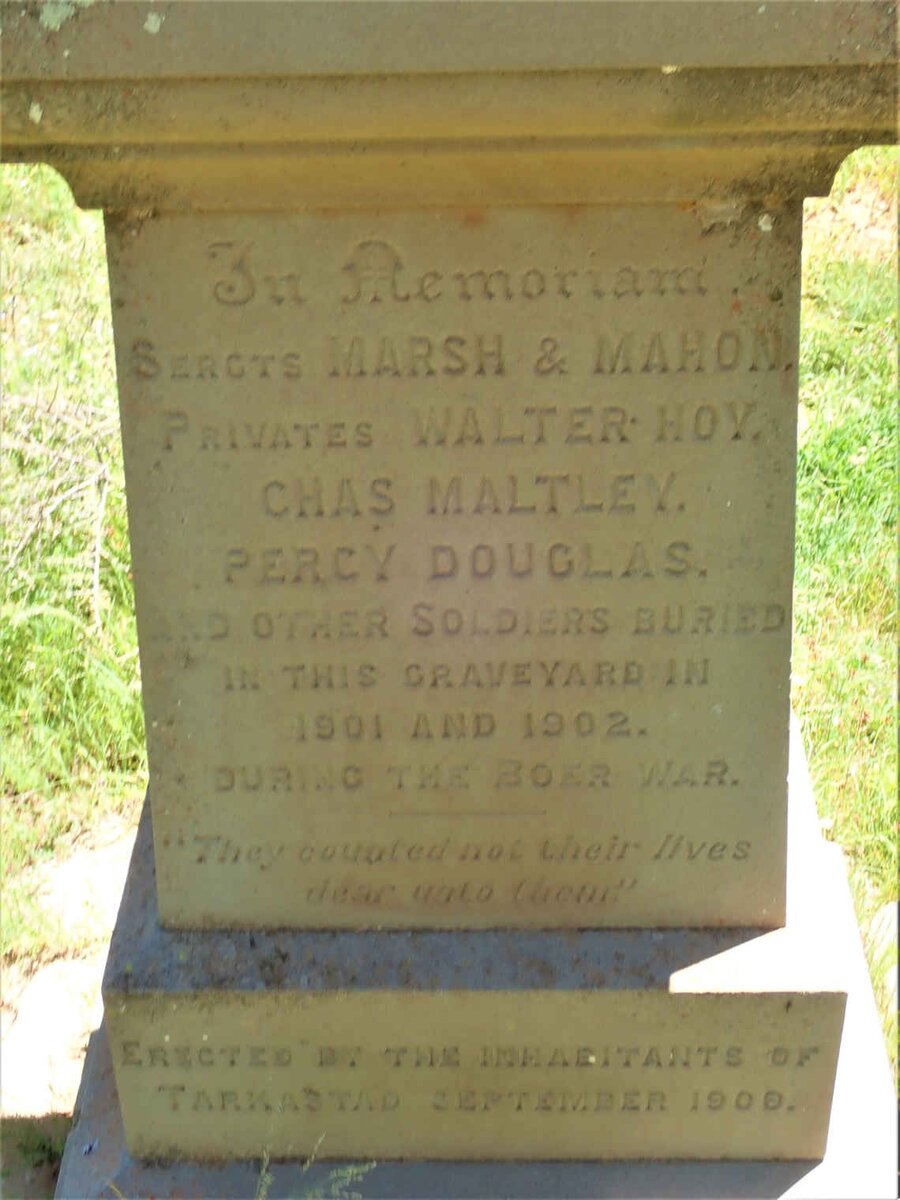 In Memoriam.
SERGTS MARSH & MAHON.
PRIVATES WALTER HOY.
CHAS MALTLEY.
PERCY DOUGLAS.
AND OTHER SOLDIERS BURIED
IN THIS GRAVEYARD IN
1901 AND 1902.
DURING THE BOER WAR.
"They counted not their lives
dear unto them"
ERECTED BY THE INHABITANTS OF
TARKASTAD SEPTEMBER 1909.